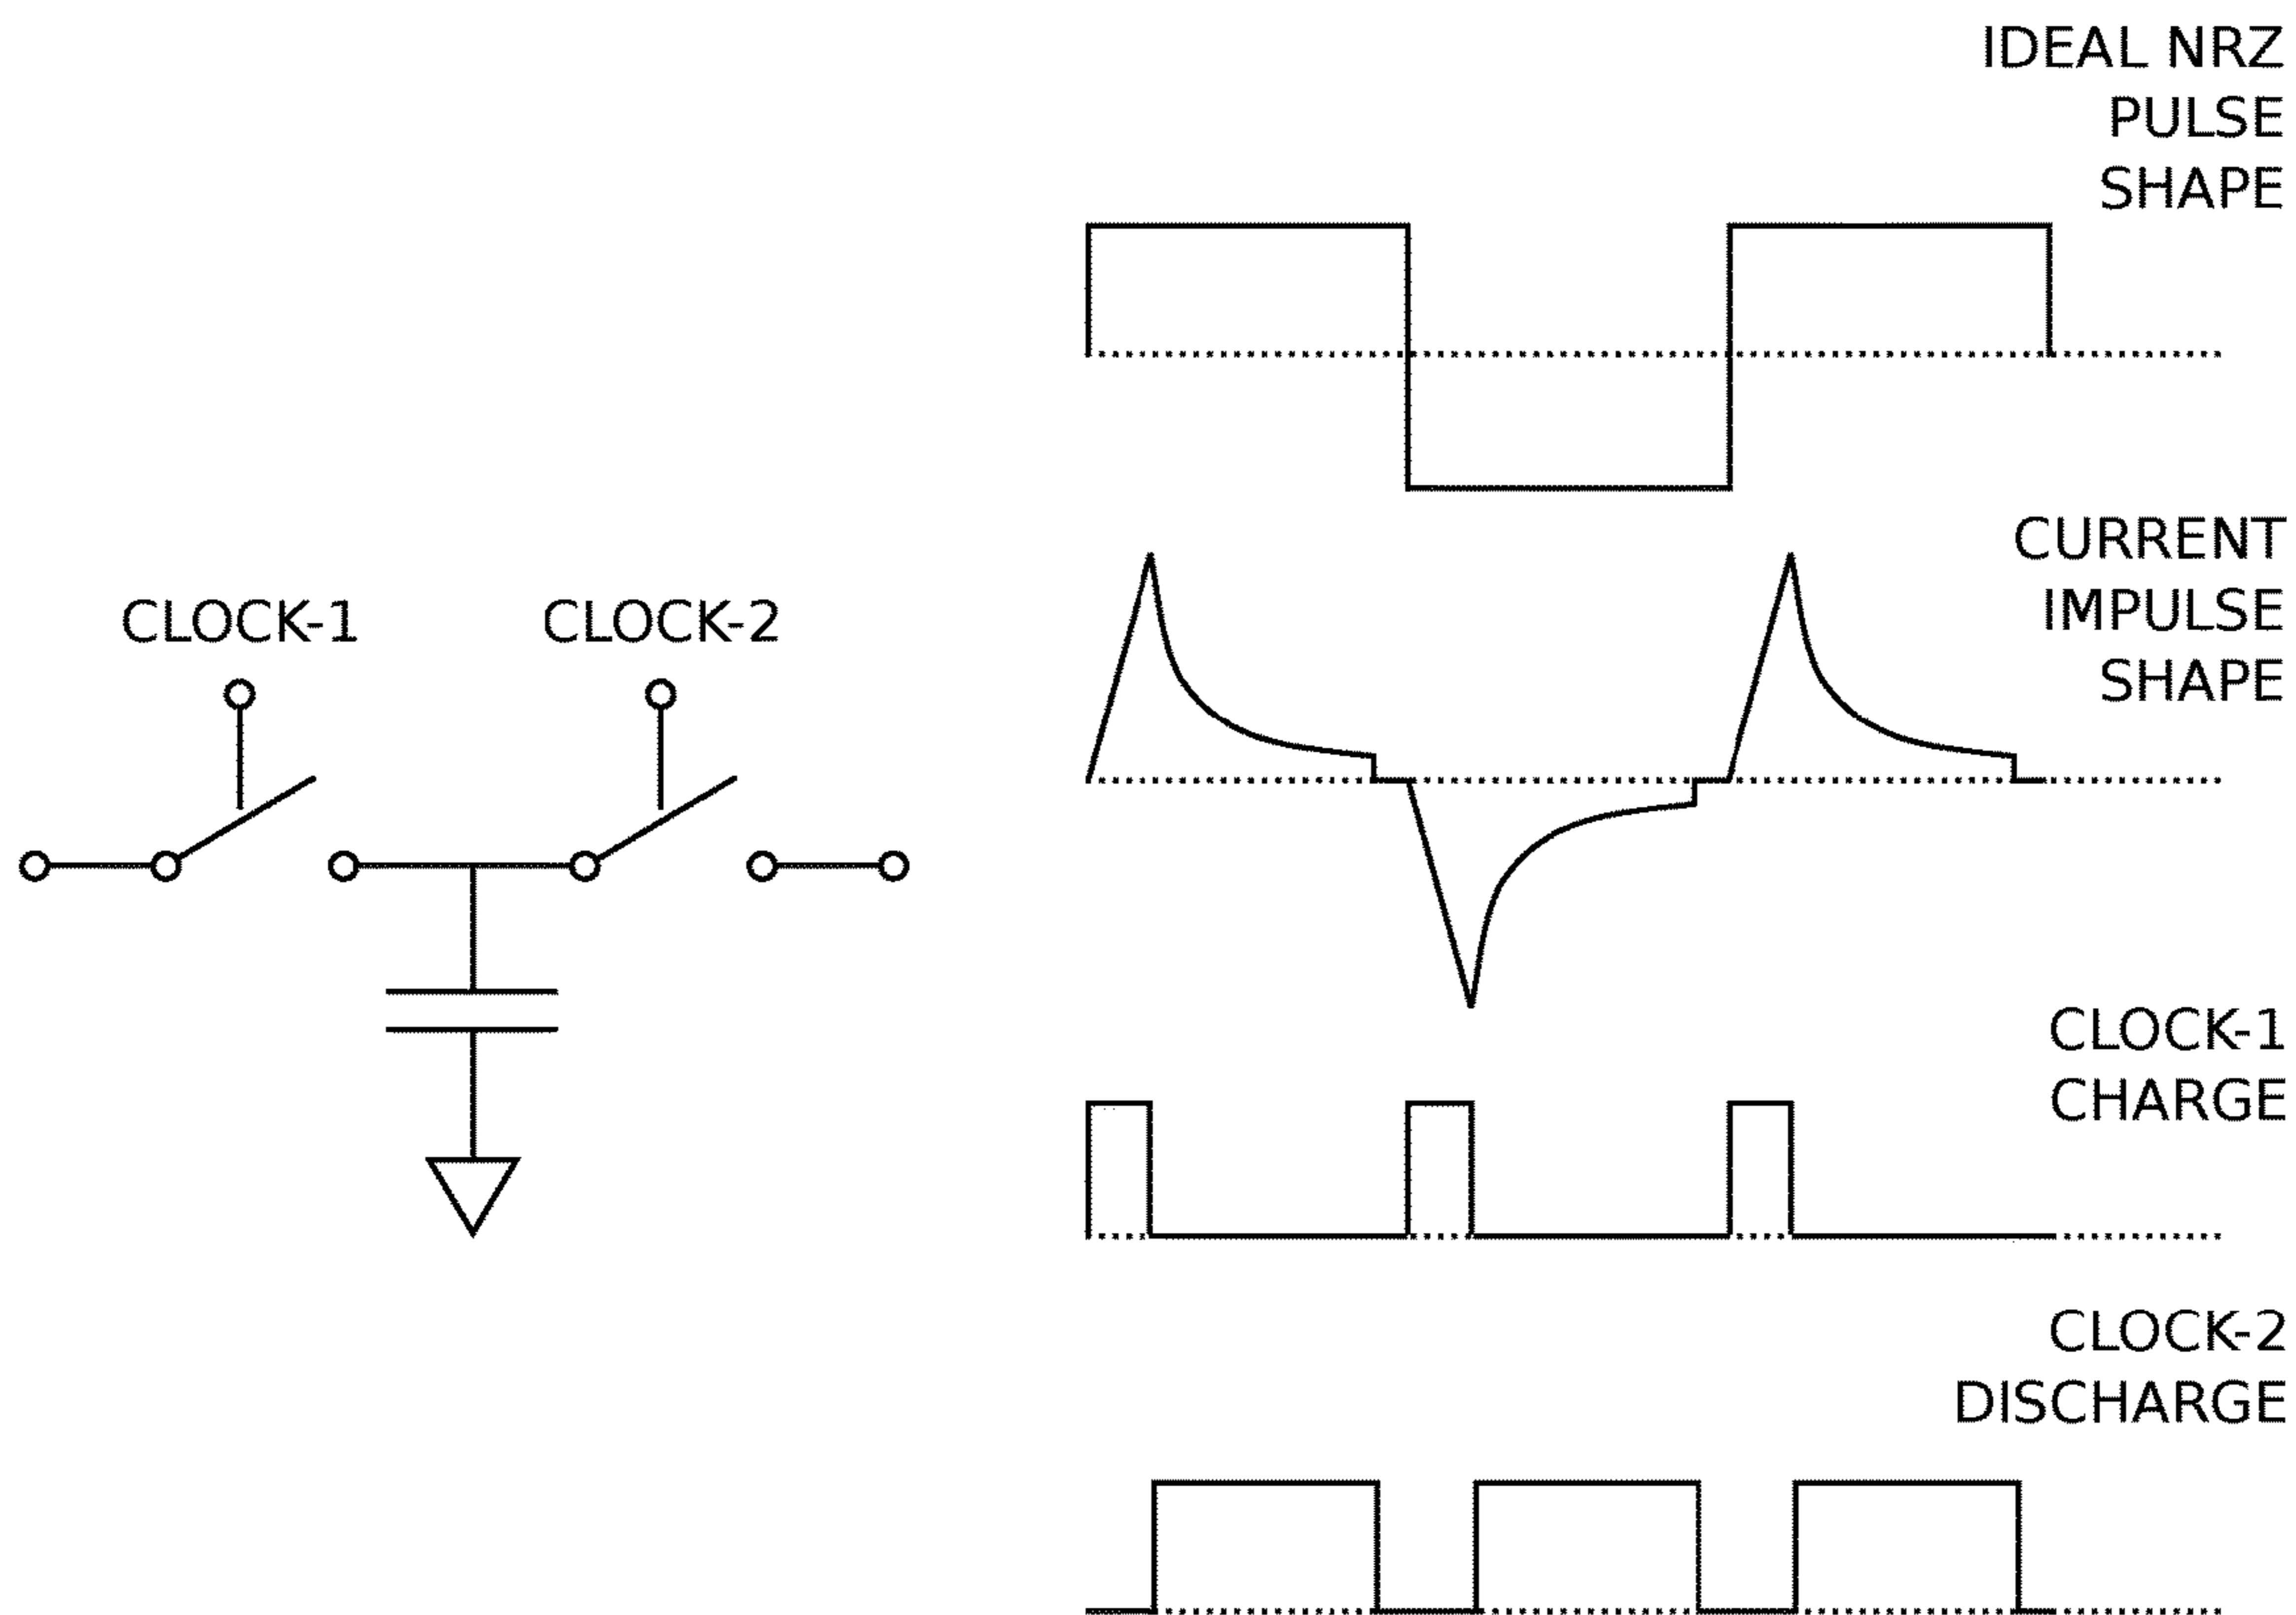 IDEAL NRZ
PULSE
SHAPE
CURRENT
IMPULSE
SHAPE
CLOCK-1
CLOCK-2
CLOCK-1
CHARGE
CLOCK-2
DISCHARGE